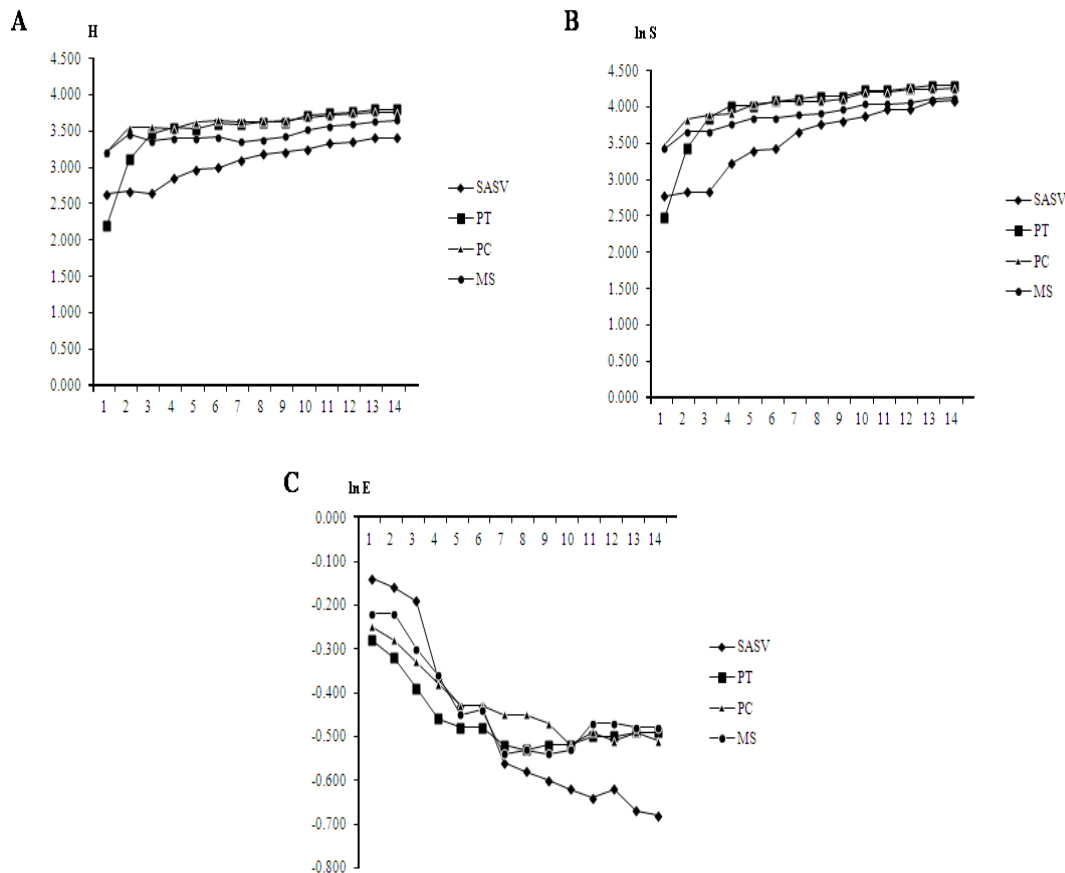 A
H
4.500
4.000
3.500
3.000
2.500
2.000
1.500
1.000
0.500
0.000
1 2 3 4 5 6 7 8 9 10 11 12 13 14
SASV
PT
PC
MS
B
ln S
4.500
4.000
3.500
3.000
2.500
2.000
1.500
1.000
0.500
0.000
1 2 3 4 5 6 7 8 9 10 11 12 13 14
SASV
PT
PC
MS
C
ln E
0.000
-0.100
-0.200
-0.300
-0.400
-0.500
-0.600
-0.700
-0.800
1 2 3 4 5 6 7 8 9 10 11 12 13 14
SASV
PT
PC
MS